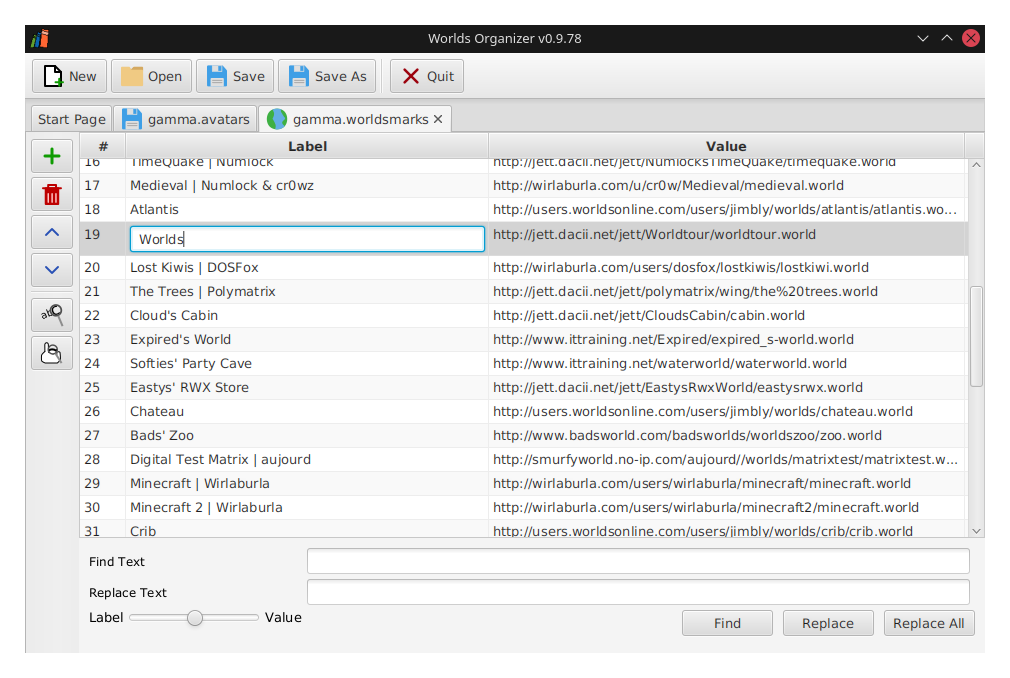 Worlds Organizer v0.9.78
New Open Save Save As Quit
Start Page gamma.avatars gamma.worldsmarks
# Label Value
16 TimeQuake | Numlock http://jett.dacii.net/jett/NumlocksTimeQuake/timequake.world
17 Medieval | Numlock & cr0wz http://wirlaburla.com/u/cr0w/Medieval/medieval.world
18 Atlantis http://users.worldsonline.com/users/jimbly/worlds/atlantis/atlantis.wo...
19 Worlds http://jett.dacii.net/jett/Worldtour/worldtour.world
20 Lost Kiwis | DOSFox http://wirlaburla.com/users/dosfox/lostkiwis/lostkiwi.world
21 The Trees | Polymatrix http://jett.dacii.net/jett/polymatrix/wing/the%20trees.world
22 Cloud's Cabin http://jett.dacii.net/jett/CloudsCabin/cabin.world
23 Expired's World http://www.ittraining.net/Expired/expired_s-world.world
24 Softies' Party Cave http://www.ittraining.net/waterworld/waterworld.world
25 Eastys' RWX Store http://jett.dacii.net/jett/EastysRwxWorld/eastysrwx.world
26 Chateau http://users.worldsonline.com/users/jimbly/worlds/chateau.world
27 Bads' Zoo http://www.badsworld.com/badsworlds/worldszoo/zoo.world
28 Digital Test Matrix | aujourd http://smurfyworld.no-ip.com/aujourd//worlds/matrixtest/matrixtest.w...
29 Minecraft | Wirlaburla http://wirlaburla.com/users/wirlaburla/minecraft/minecraft.world
30 Minecraft 2 | Wirlaburla http://wirlaburla.com/users/wirlaburla/minecraft2/minecraft.world
31 Crib http://users.worldsonline.com/users/jimbly/worlds/crib/crib.world
Find Text
Replace Text
Label Value
Find Replace Replace All